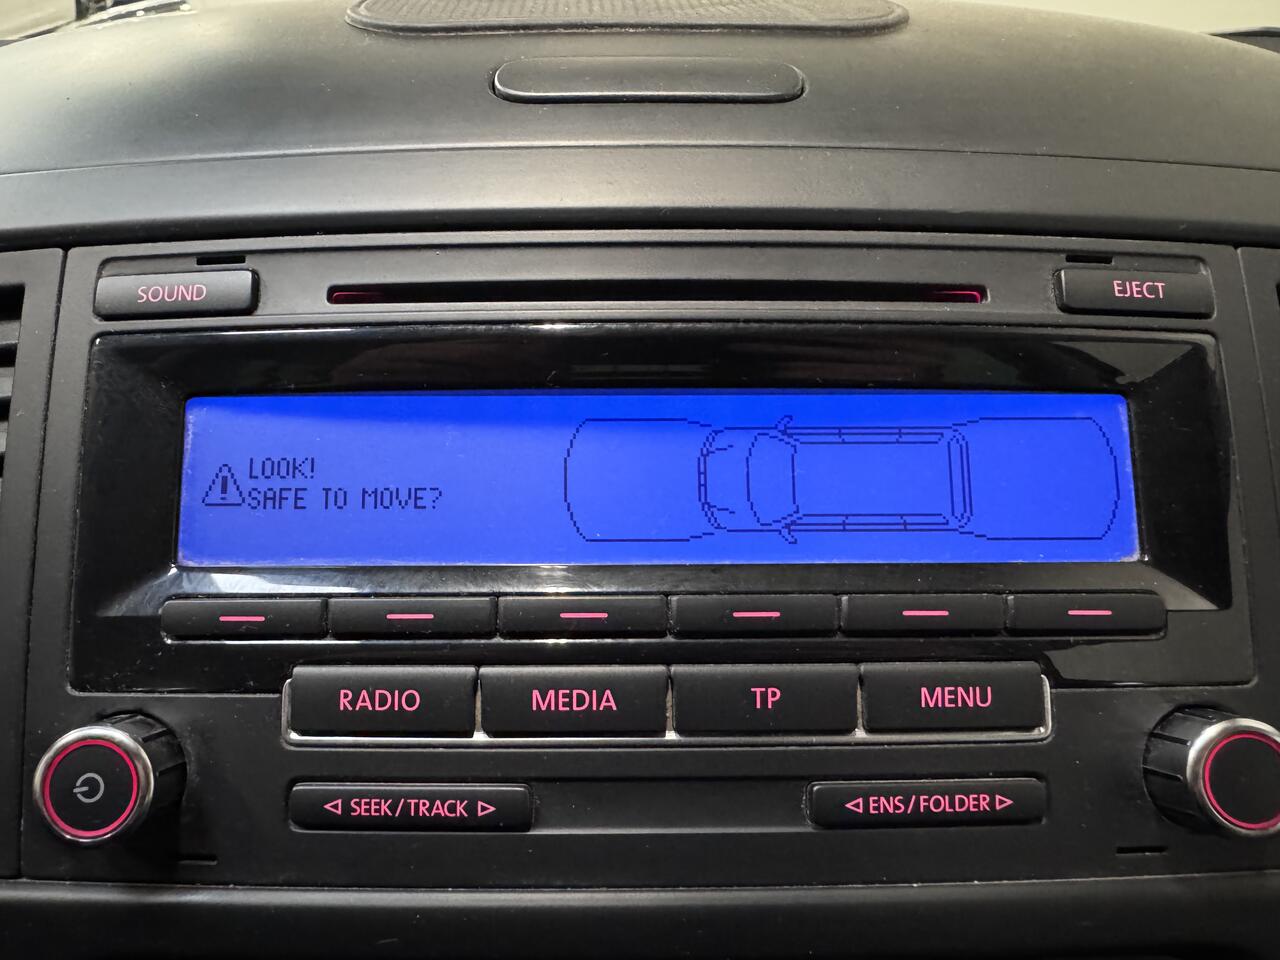 SOUND
EJECT
LOOK!
SAFE TO MOVE?
RADIO
MEDIA
TP
MENU
SEEK/TRACK
ENS/FOLDER